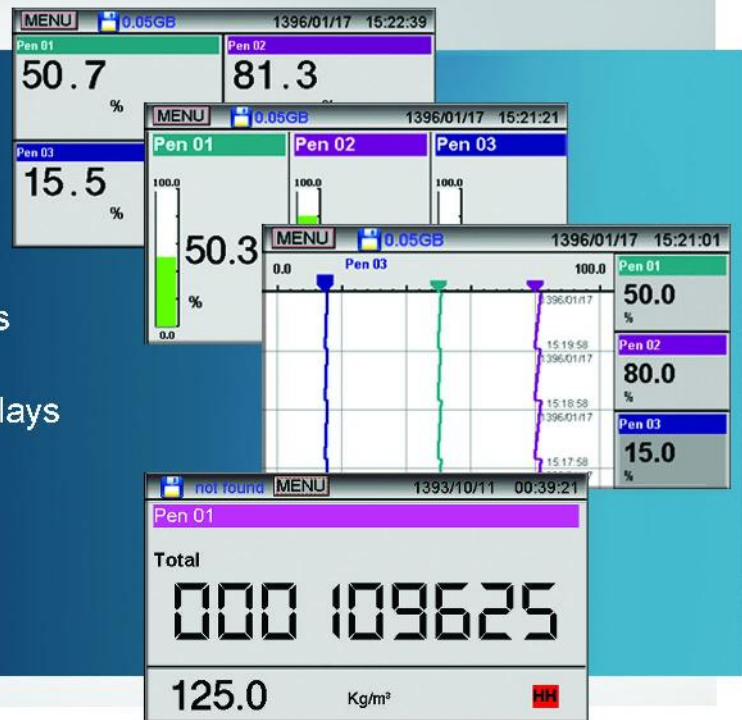 MENU 0.05GB 1396/01/17 15:22:39
Pen 01 Pen 02
50.7 81.3
%
Pen 03
15.5
%
MENU 0.05GB 1396/01/17 15:21:21
Pen 01 Pen 02 Pen 03
100.0 100.0 100.0
50.3
%
0.0
MENU 0.05GB 1396/01/17 15:21:01
0.0 Pen 03 100.0
Pen 01
50.0
%
Pen 02
80.0
%
Pen 03
15.0
%
1396/01/17
15:19:58
1396/01/17
15:18:58
1396/01/17
15:17:58
not found MENU 1393/10/11 00:39:21
Pen 01
Total
000109625
125.0 Kg/m³ HH